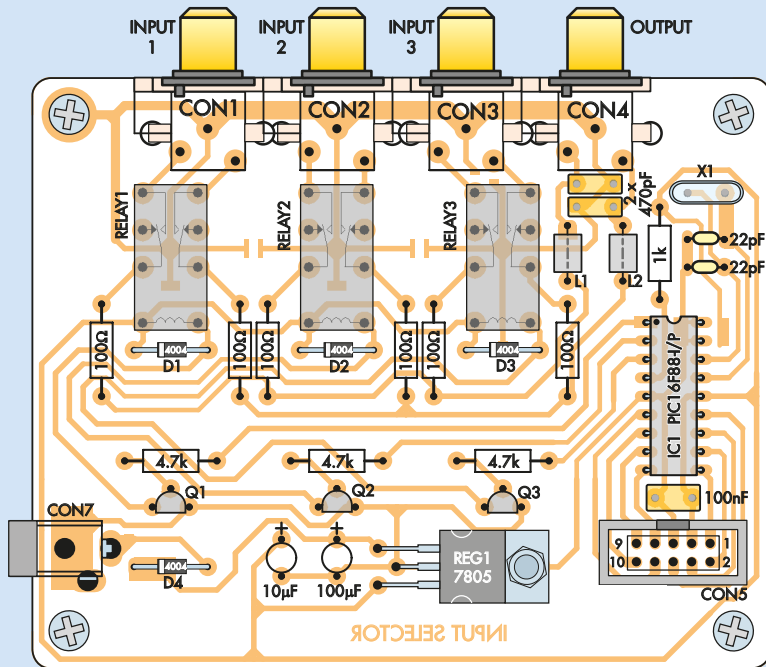 INPUT 1
INPUT 2
INPUT 3
OUTPUT
CON1
CON2
CON3
CON4
RELAY1
RELAY2
RELAY3
2 x 470pF
X1
1k
22pF
22pF
L1
L2
100Ω
100Ω
100Ω
100Ω
100Ω
100Ω
4004
D1
4004
D2
4004
D3
IC1 PIC16F88-I/P
4.7k
4.7k
4.7k
Q1
Q2
Q3
100nF
CON7
4004
D4
+
10µF
+
100µF
REG1
7805
9
1
10
2
CON5
INPUT SELECTOR